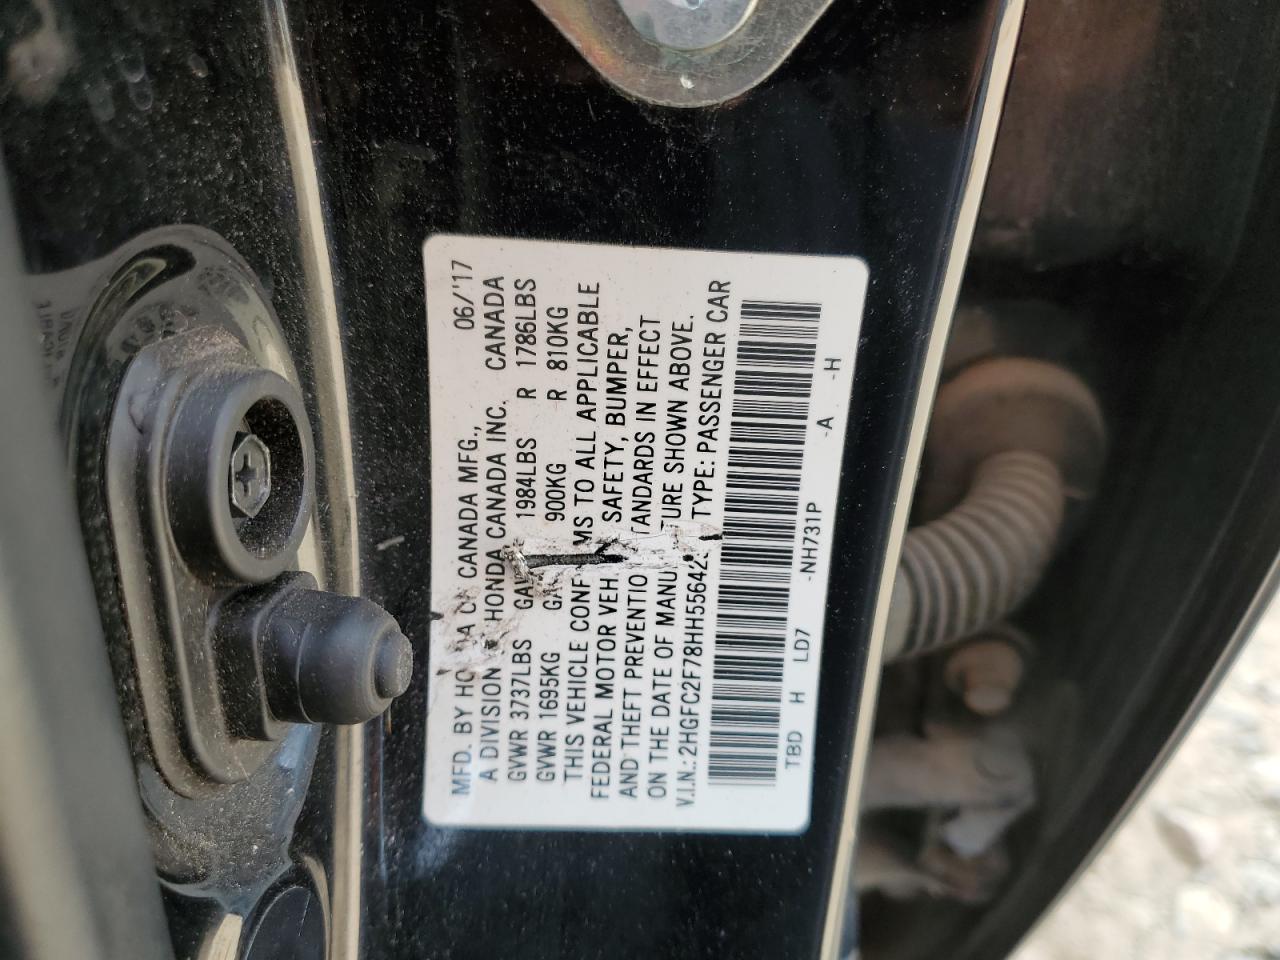 MFD. BY CANADA MFG., 06/'17
A DIVISION HONDA CANADA INC. CANADA
GVWR 3737LBS 1984LBS R 1786LBS
GVWR 1695KG 900KG R 810KG
THIS VEHICLE TO ALL APPLICABLE
FEDERAL MOTOR SAFETY, BUMPER,
AND THEFT IN EFFECT
ON THE DATE OF SHOWN ABOVE.
V.I.N.: TYPE: PASSENGER CAR
TBD H LD7 -NH731P -A -H